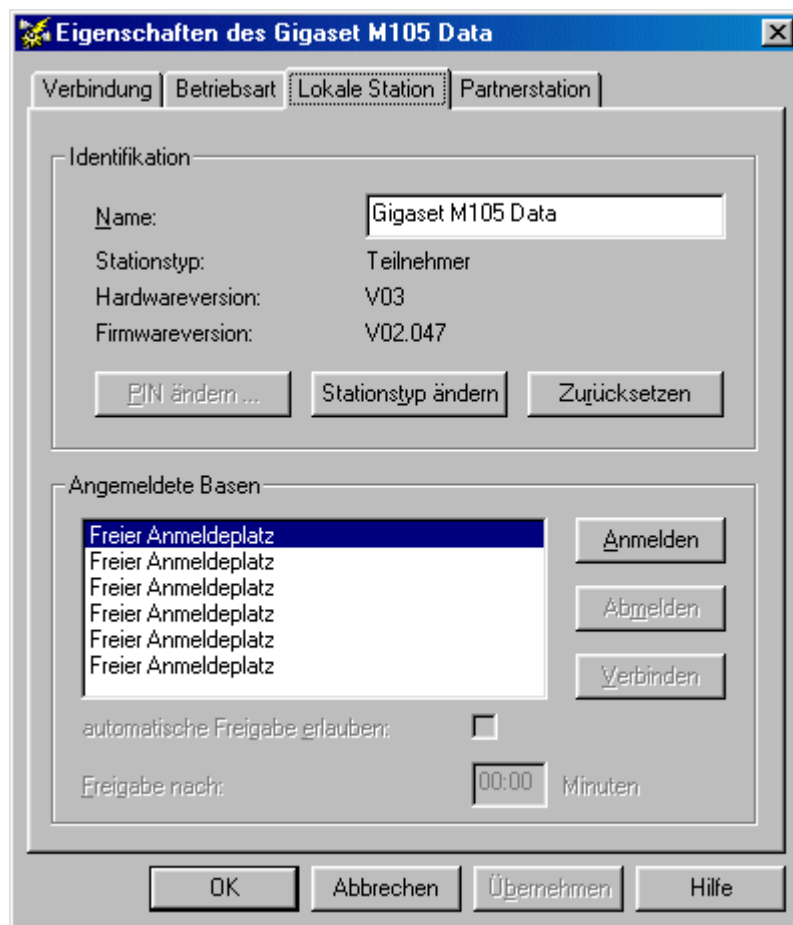 Eigenschaften des Gigaset M105 Data
Verbindung Betriebsart Lokale Station Partnerstation
Identifikation
Name: Gigaset M105 Data
Stationstyp: Teilnehmer
Hardwareversion: V03
Firmwareversion: V02.047
PIN ändern ... Stationstyp ändern Zurücksetzen
Angemeldete Basen
Freier Anmeldeplatz
Freier Anmeldeplatz
Freier Anmeldeplatz
Freier Anmeldeplatz
Freier Anmeldeplatz
Freier Anmeldeplatz
Anmelden
Abmelden
Verbinden
automatische Freigabe erlauben:
Freigabe nach: 00:00 Minuten
OK Abbrechen Übernehmen Hilfe